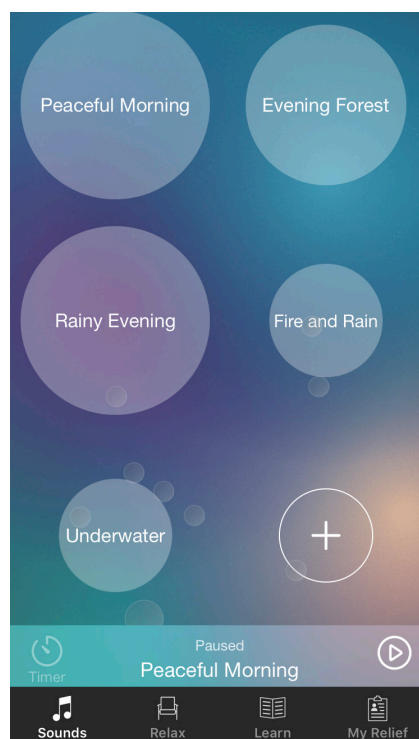 Peaceful Morning
Evening Forest
Rainy Evening
Fire and Rain
Underwater
Paused
Timer
Peaceful Morning
Sounds
Relax
Learn
My Relief